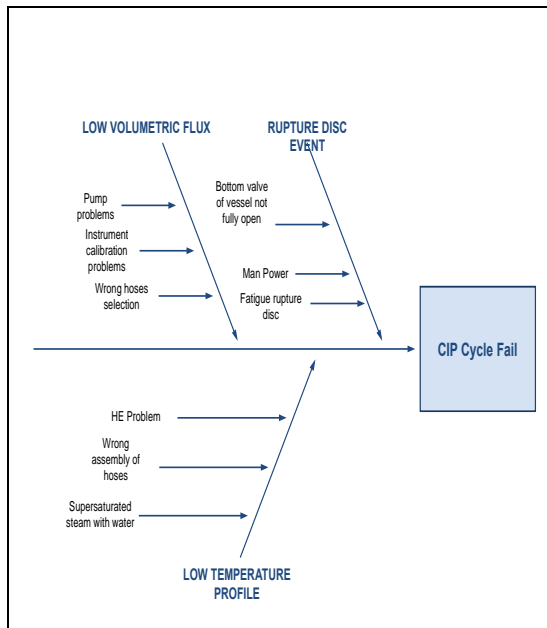 LOW VOLUMETRIC FLUX
RUPTURE DISC
EVENT
Pump
problems
Instrument
calibration
problems
Wrong hoses
selection
Bottom valve
of vessel not
fully open
Man Power
Fatigue rupture
disc
CIP Cycle Fail
HE Problem
Wrong
assembly of
hoses
Supersaturated
steam with water
LOW TEMPERATURE
PROFILE